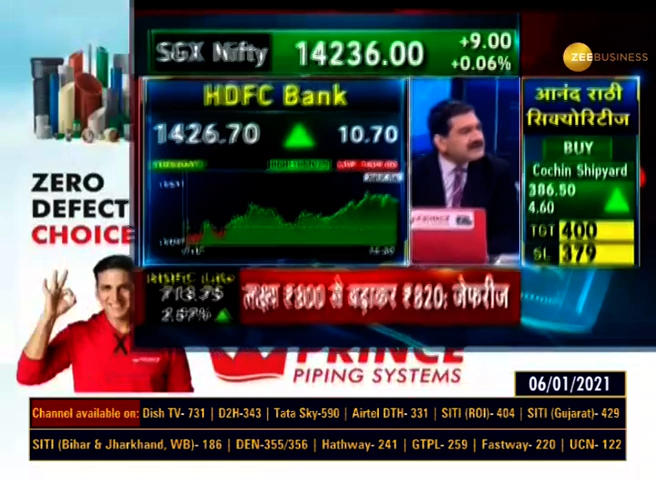 SGX Nifty 14236.00 +9.00
+0.06%
ZEEBUSINESS
HDFC Bank
1426.70 10.70
आनंद राठी
सिक्योरिटीज
BUY
Cochin Shipyard
386.50
4.60
TGT 400
SL 379
ZERO
DEFECT
CHOICE
713.75
2.57%
लक्ष्य ₹800 से बढ़ाकर ₹820: जेफरीज
PRINCE
PIPING SYSTEMS
06/01/2021
Channel available on: Dish TV- 731 | D2H-343 | Tata Sky-590 | Airtel DTH- 331 | SITI (ROI)- 404 | SITI (Gujarat)- 429
SITI (Bihar & Jharkhand, WB)- 186 | DEN-355/356 | Hathway- 241 | GTPL- 259 | Fastway- 220 | UCN- 122